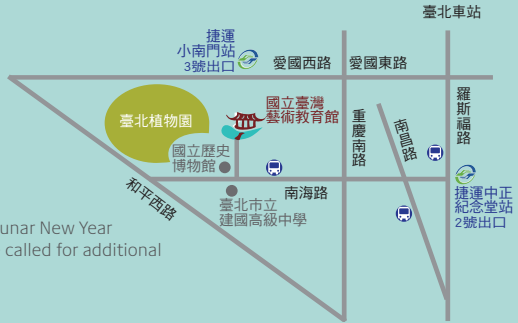 臺北車站
捷運
小南門站
3號出口
愛國西路
愛國東路
國立臺灣
藝術教育館
臺北植物園
重慶南路
南昌路
羅斯福路
國立歷史
博物館
和平西路
南海路
捷運中正
紀念堂站
2號出口
臺北市立
建國高級中學
unar New Year
called for additional